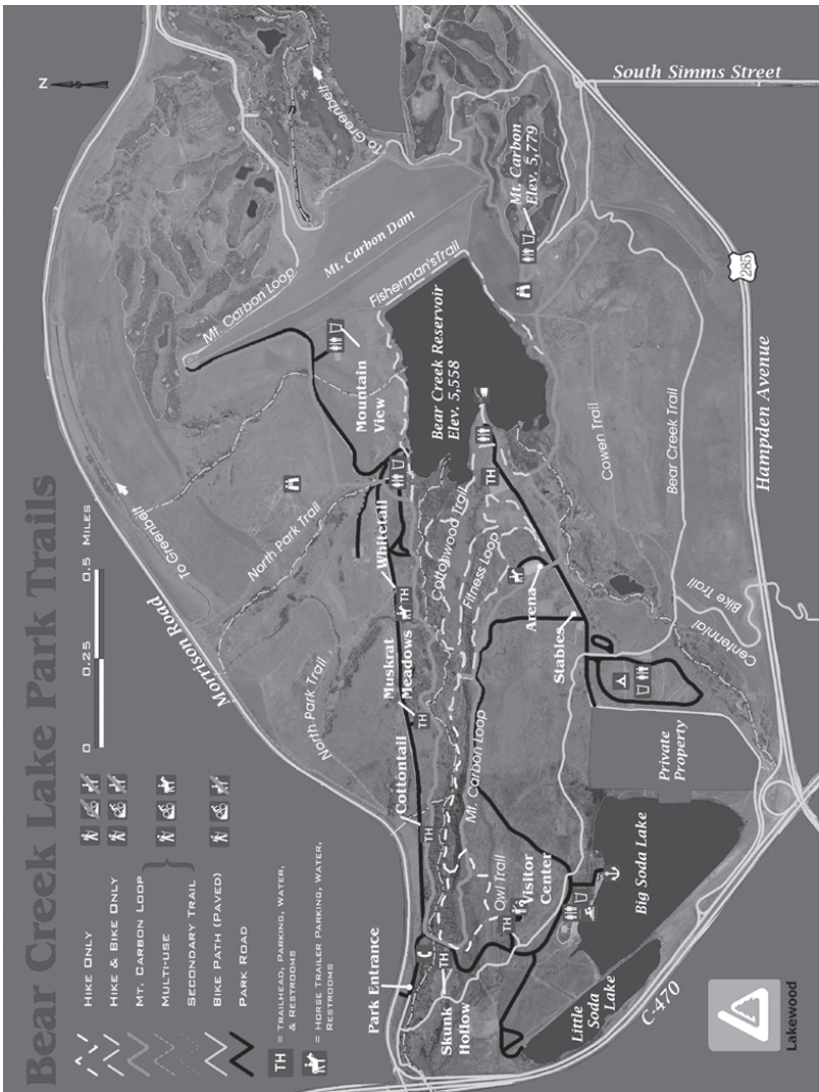 Bear Creek Lake Park Trails
HIKE ONLY
HIKE & BIKE ONLY
MT. CARBON LOOP
MULTI-USE
SECONDARY TRAIL
BIKE PATH (PAVED)
PARK ROAD
TH
= TRAILHEAD, PARKING, WATER,
& RESTROOMS
= HORSE TRAILER PARKING, WATER,
RESTROOMS
0
0.25
0.5 MILES
N
Morrison Road
To Greenbelt
North Park Trail
North Park Trail
Mt. Carbon Loop
Mt. Carbon Dam
To Greenbelt
Fisherman's Trail
Mountain
View
Whitetail
TH
Muskrat
Meadows
TH
Cottontail
TH
Park Entrance
Skunk
Hollow
TH
Cottonwood Trail
Fitness Loop
Mt. Carbon Loop
Owl Trail
TH
Visitor
Center
Bear Creek Reservoir
Elev. 5,558
TH
Arena
Stables
Mt. Carbon
Elev. 5,779
South Simms Street
Cowen Trail
Bear Creek Trail
Centennial
Bike Trail
285
Hampden Avenue
Private
Property
Big Soda Lake
Little
Soda
Lake
C-470
Lakewood